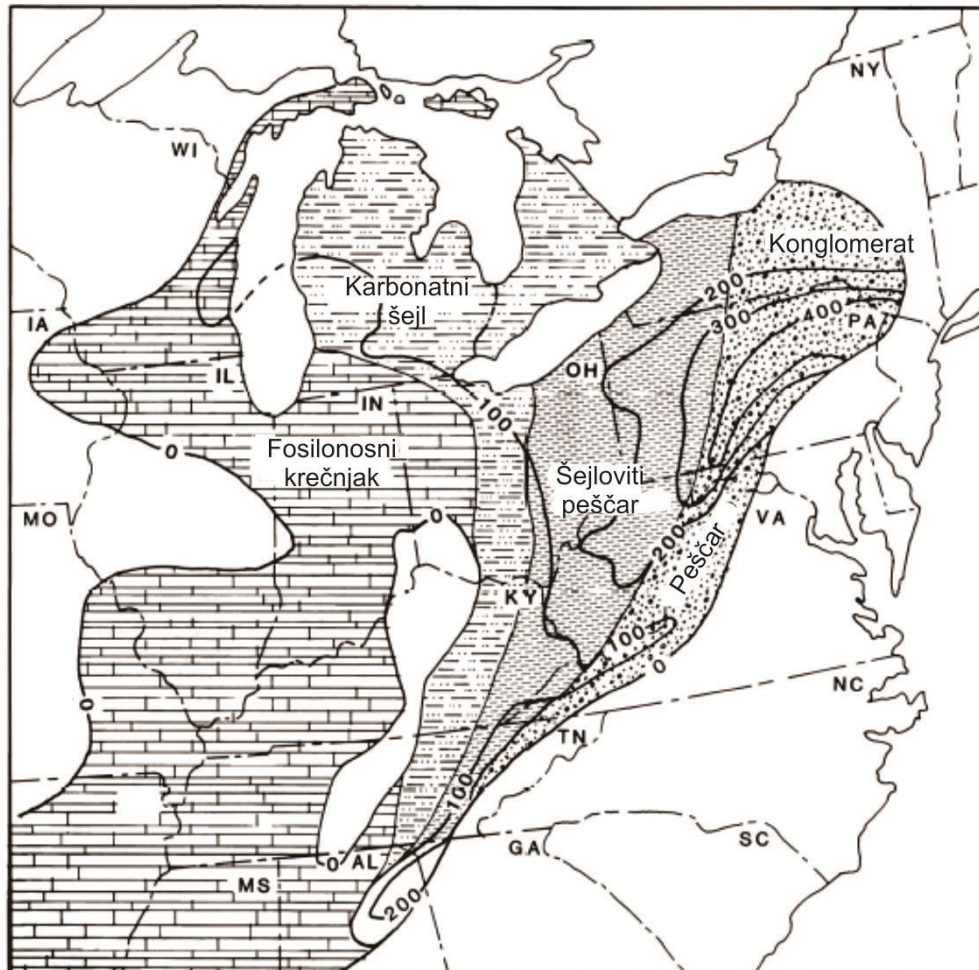 NY
WI
Konglomerat
200
300
400
PA
Karbonatni
šejl
IA
OH
IL
IN
100
Fosilonosni
krečnjak
0
Šejloviti
peščar
MO
0
VA
200
Peščar
KY
100
0
NC
0
TN
100
GA
SC
0
AL
MS
200